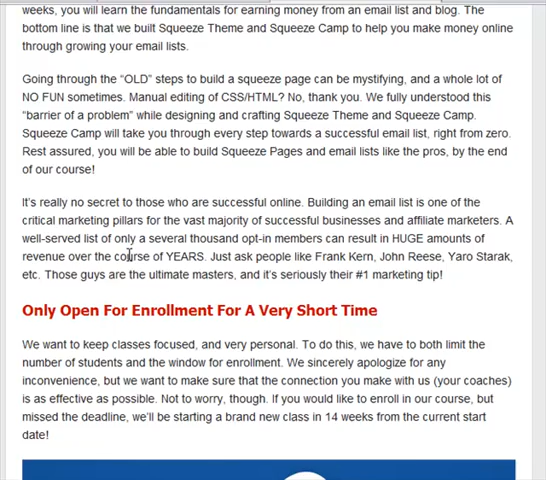 weeks, you will learn the fundamentals for earning money from an email list and blog. The
bottom line is that we built Squeeze Theme and Squeeze Camp to help you make money online
through growing your email lists.
Going through the “OLD” steps to build a squeeze page can be mystifying, and a whole lot of
NO FUN sometimes. Manual editing of CSS/HTML? No, thank you. We fully understood this
“barrier of a problem” while designing and crafting Squeeze Theme and Squeeze Camp.
Squeeze Camp will take you through every step towards a successful email list, right from zero.
Rest assured, you will be able to build Squeeze Pages and email lists like the pros, by the end
of our course!
It’s really no secret to those who are successful online. Building an email list is one of the
critical marketing pillars for the vast majority of successful businesses and affiliate marketers. A
well-served list of only a several thousand opt-in members can result in HUGE amounts of
revenue over the course of YEARS. Just ask people like Frank Kern, John Reese, Yaro Starak,
etc. Those guys are the ultimate masters, and it’s seriously their #1 marketing tip!
Only Open For Enrollment For A Very Short Time
We want to keep classes focused, and very personal. To do this, we have to both limit the
number of students and the window for enrollment. We sincerely apologize for any
inconvenience, but we want to make sure that the connection you make with us (your coaches)
is as effective as possible. Not to worry, though. If you would like to enroll in our course, but
missed the deadline, we’ll be starting a brand new class in 14 weeks from the current start
date!